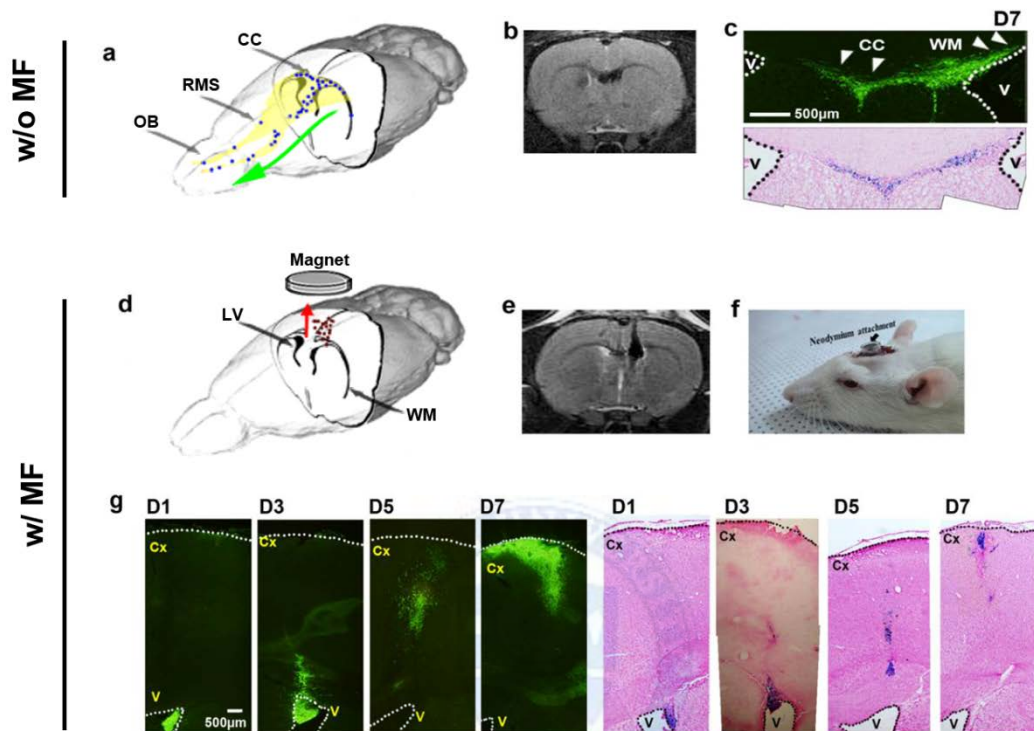 w/o MF
a
CC
RMS
OB
b
c
D7
CC
WM
V
V
500μm
V
V
w/ MF
d
Magnet
LV
WM
e
f
Neodymium attachment
g
D1
D3
D5
D7
D1
D3
D5
D7
Cx
Cx
Cx
Cx
Cx
Cx
Cx
Cx
V
500μm
V
V
V
V
V
V
V